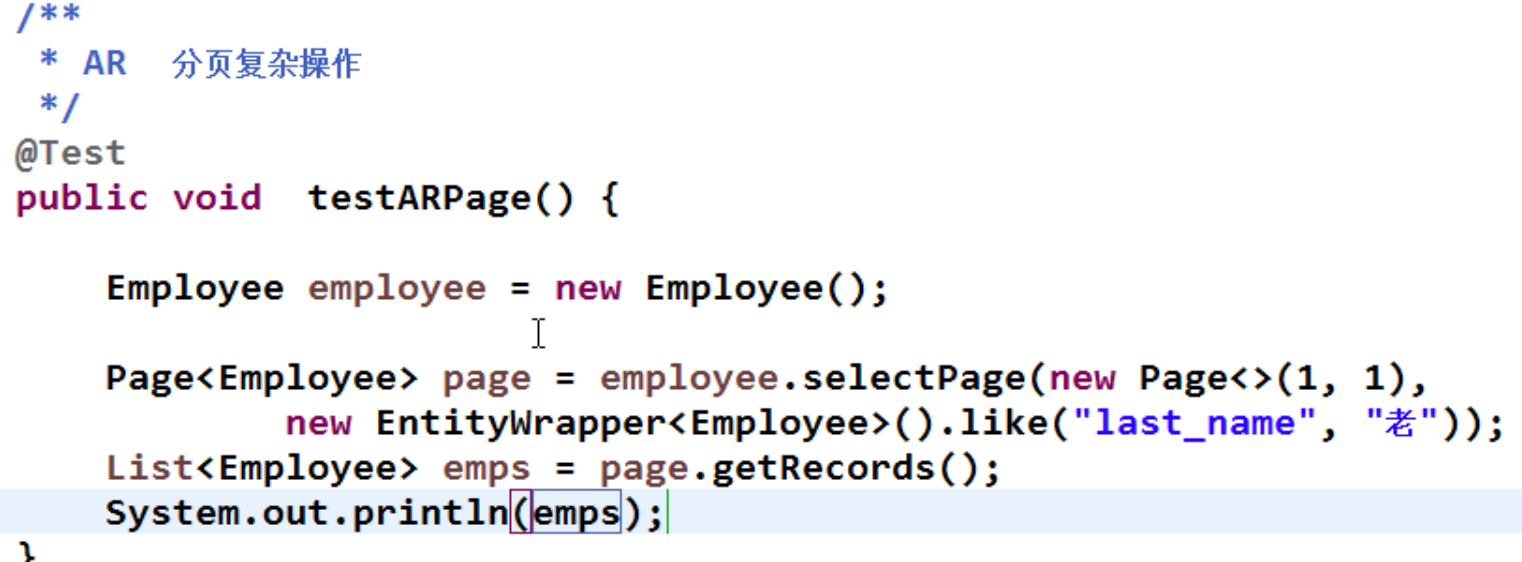 /**
 * AR  分页复杂操作
 */
@Test
public void  testARPage() {
    Employee employee = new Employee();
    Page<Employee> page = employee.selectPage(new Page<>(1, 1),
            new EntityWrapper<Employee>().like("last_name", "老"));
    List<Employee> emps = page.getRecords();
    System.out.println(emps);
}